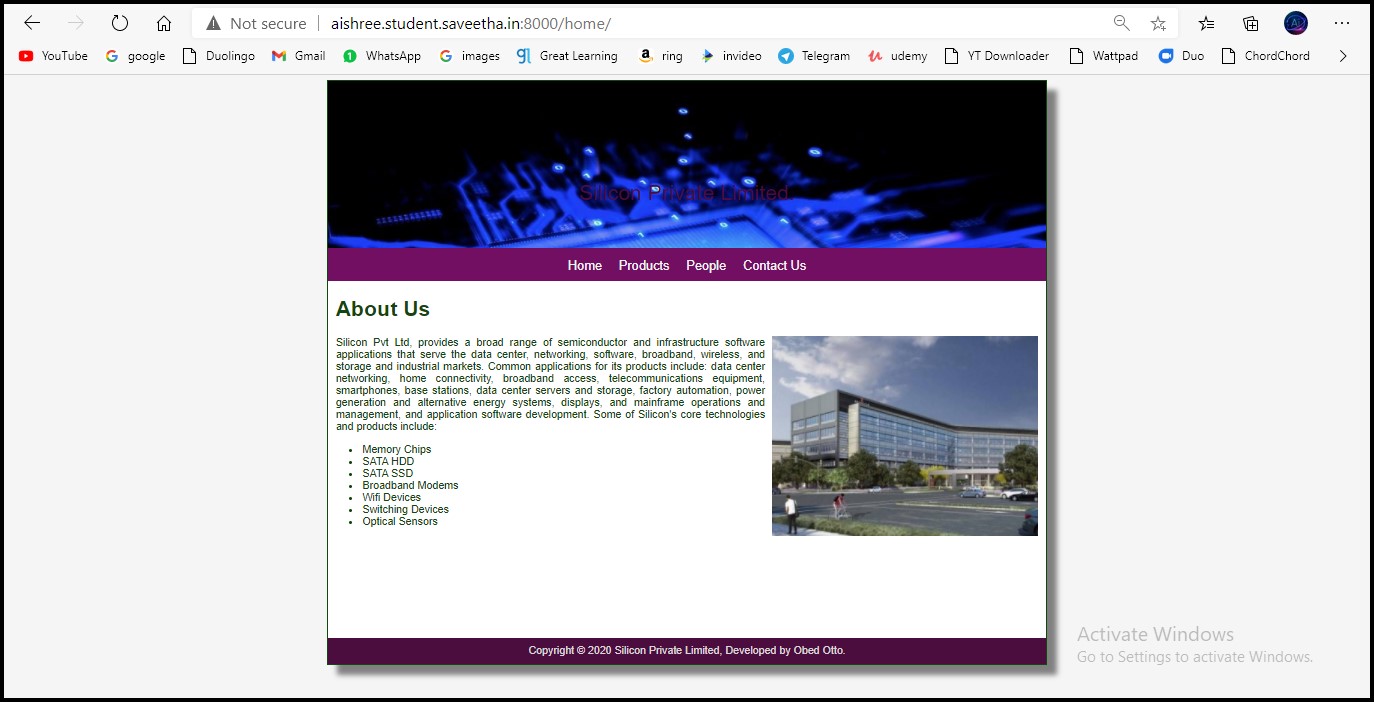 Not secure | aishree.student.saveetha.in:8000/home/
YouTube google Duolingo Gmail WhatsApp images Great Learning ring invideo Telegram udemy YT Downloader Wattpad Duo ChordChord
Silicon Private Limited.
Home Products People Contact Us
About Us
Silicon Pvt Ltd, provides a broad range of semiconductor and infrastructure software
applications that serve the data center, networking, software, broadband, wireless, and
storage and industrial markets. Common applications for its products include: data center
networking, home connectivity, broadband access, telecommunications equipment,
smartphones, base stations, data center servers and storage, factory automation, power
generation and alternative energy systems, displays, and mainframe operations and
management, and application software development. Some of Silicon's core technologies
and products include:
• Memory Chips
• SATA HDD
• SATA SSD
• Broadband Modems
• Wifi Devices
• Switching Devices
• Optical Sensors
Copyright © 2020 Silicon Private Limited, Developed by Obed Otto.
Activate Windows
Go to Settings to activate Windows.